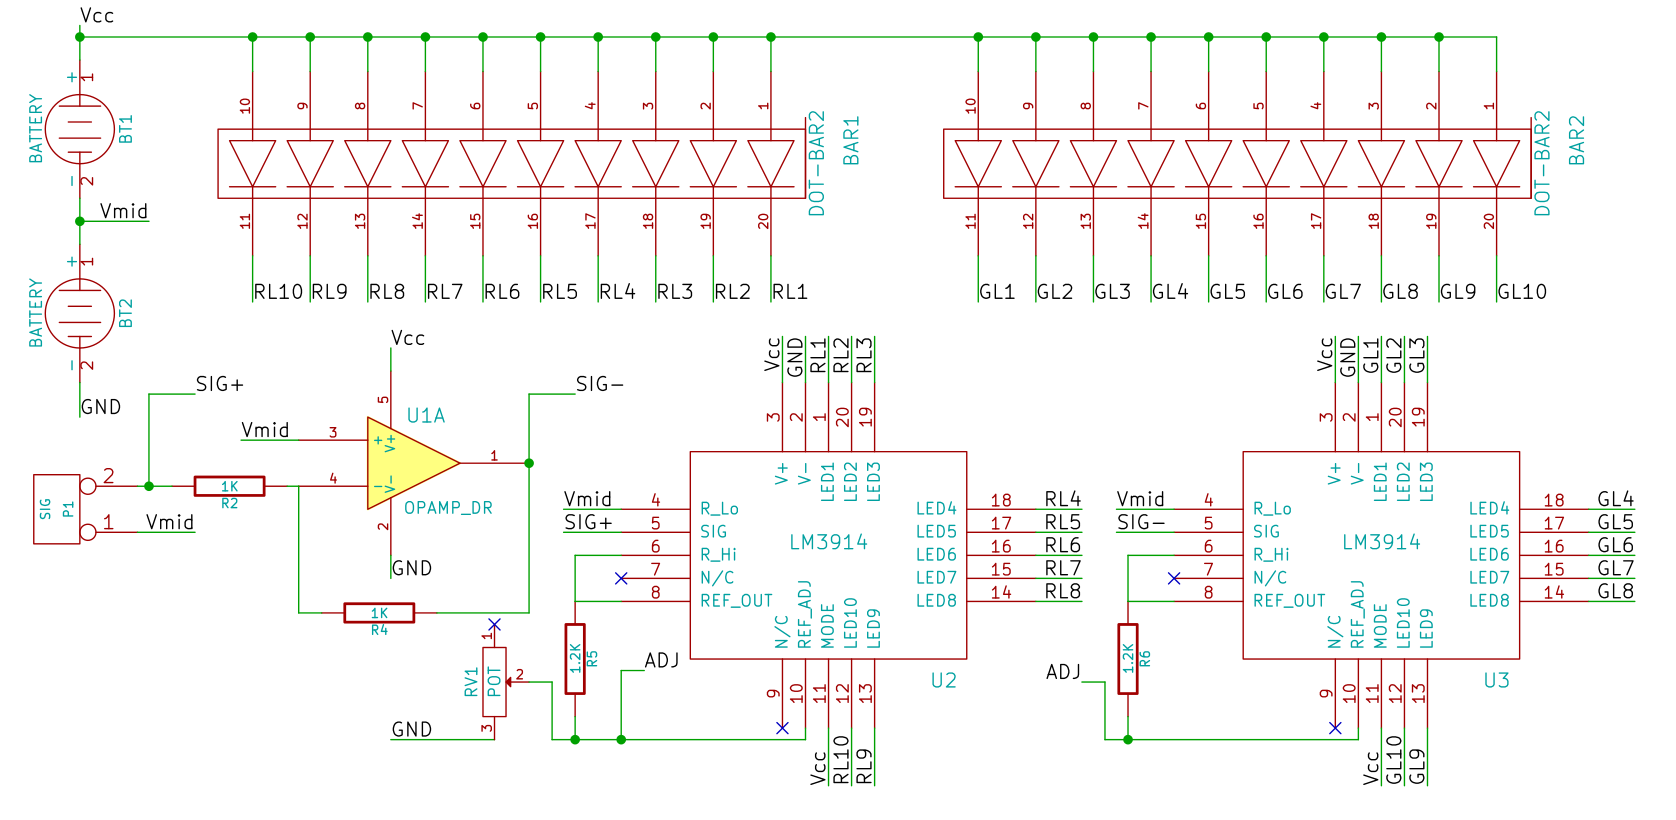 Vcc
+ 1
BATTERY
BT1
- 2
Vmid
+ 1
BATTERY
BT2
- 2
GND
10 9 8 7 6 5 4 3 2 1
DOT-BAR2
BAR1
11 12 13 14 15 16 17 18 19 20
RL10 RL9 RL8 RL7 RL6 RL5 RL4 RL3 RL2 RL1
10 9 8 7 6 5 4 3 2 1
DOT-BAR2
BAR2
11 12 13 14 15 16 17 18 19 20
GL1 GL2 GL3 GL4 GL5 GL6 GL7 GL8 GL9 GL10
SIG+
SIG
P1
2
1
Vmid
1K
R2
Vcc
5
U1A
Vmid
3
+
V+
4
-
V-
1
SIG-
OPAMP_DR
2
GND
1K
R4
1
RV1
POT
2
3
GND
1.2K
R5
ADJ
Vcc GND RL1 RL2 RL3
3 2 1 20 19
V+ V- LED1 LED2 LED3
Vmid 4 R_Lo
SIG+ 5 SIG
6 R_Hi
7 N/C
8 REF_OUT
LM3914
LED4 18 RL4
LED5 17 RL5
LED6 16 RL6
LED7 15 RL7
LED8 14 RL8
N/C REF_ADJ MODE LED10 LED9
9 10 11 12 13
U2
Vcc RL10 RL9
Vcc GND GL1 GL2 GL3
3 2 1 20 19
V+ V- LED1 LED2 LED3
Vmid 4 R_Lo
SIG- 5 SIG
6 R_Hi
7 N/C
8 REF_OUT
LM3914
LED4 18 GL4
LED5 17 GL5
LED6 16 GL6
LED7 15 GL7
LED8 14 GL8
1.2K
R6
ADJ
N/C REF_ADJ MODE LED10 LED9
9 10 11 12 13
U3
Vcc GL10 GL9